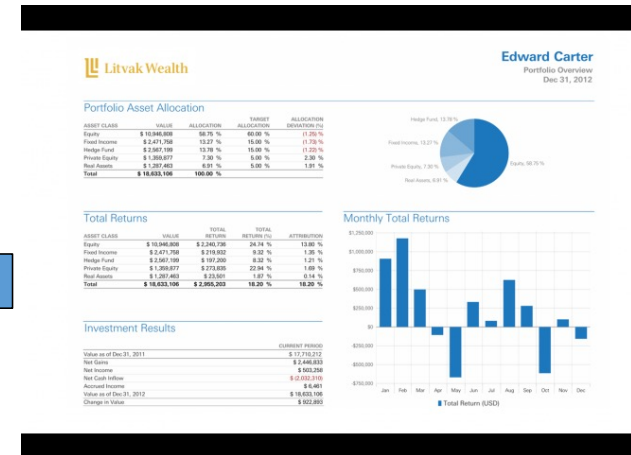 Litvak Wealth
Edward Carter
Portfolio Overview
Dec 31, 2012
Portfolio Asset Allocation
ASSET CLASS VALUE ALLOCATION TARGET ALLOCATION ALLOCATION DEVIATION (%)
Equity $ 10,946,808 58.75 % 60.00 % (1.25) %
Fixed Income $ 2,471,758 13.27 % 15.00 % (1.73) %
Hedge Fund $ 2,567,199 13.78 % 15.00 % (1.22) %
Private Equity $ 1,359,877 7.30 % 5.00 % 2.30 %
Real Assets $ 1,287,463 6.91 % 5.00 % 1.91 %
Total $ 18,633,106 100.00 %
Hedge Fund, 13.78 %
Fixed Income, 13.27 %
Private Equity, 7.30 %
Real Assets, 6.91 %
Equity, 58.75 %
Total Returns
ASSET CLASS VALUE TOTAL RETURN TOTAL RETURN (%) ATTRIBUTION
Equity $ 10,946,808 $ 2,240,736 24.74 % 13.80 %
Fixed Income $ 2,471,758 $ 219,932 9.32 % 1.35 %
Hedge Fund $ 2,567,199 $ 197,200 8.32 % 1.21 %
Private Equity $ 1,359,877 $ 273,835 22.94 % 1.69 %
Real Assets $ 1,287,463 $ 23,501 1.87 % 0.14 %
Total $ 18,633,106 $ 2,955,203 18.20 % 18.20 %
Monthly Total Returns
$1,250,000
$1,000,000
$750,000
$500,000
$250,000
$0
$250,000
$500,000
$750,000
Jan Feb Mar Apr May Jun Jul Aug Sep Oct Nov Dec
Total Return (USD)
Investment Results
CURRENT PERIOD
Value as of Dec 31, 2011 $ 17,710,212
Net Gains $ 2,446,833
Net Income $ 503,258
Net Cash Inflow $ (2,032,310)
Accrued Income $ 6,461
Value as of Dec 31, 2012 $ 18,633,106
Change in Value $ 922,893